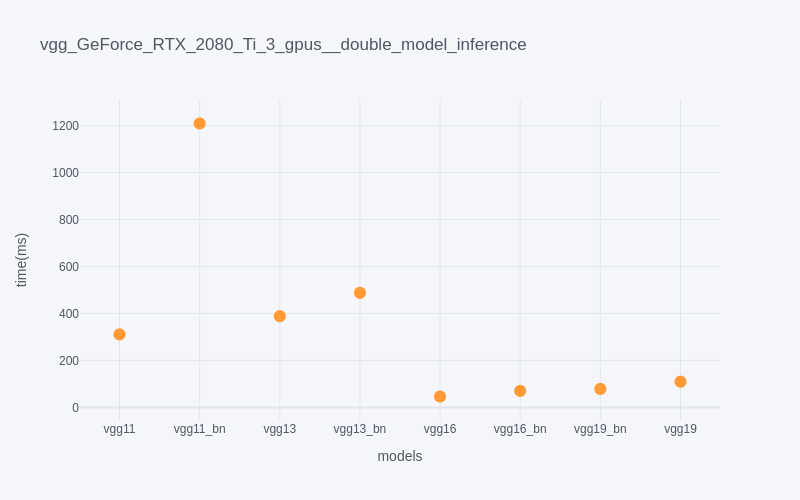 vgg_GeForce_RTX_2080_Ti_3_gpus__double_model_inference
time(ms)
1200
1000
800
600
400
200
0
vgg11 vgg11_bn vgg13 vgg13_bn vgg16 vgg16_bn vgg19_bn vgg19
models